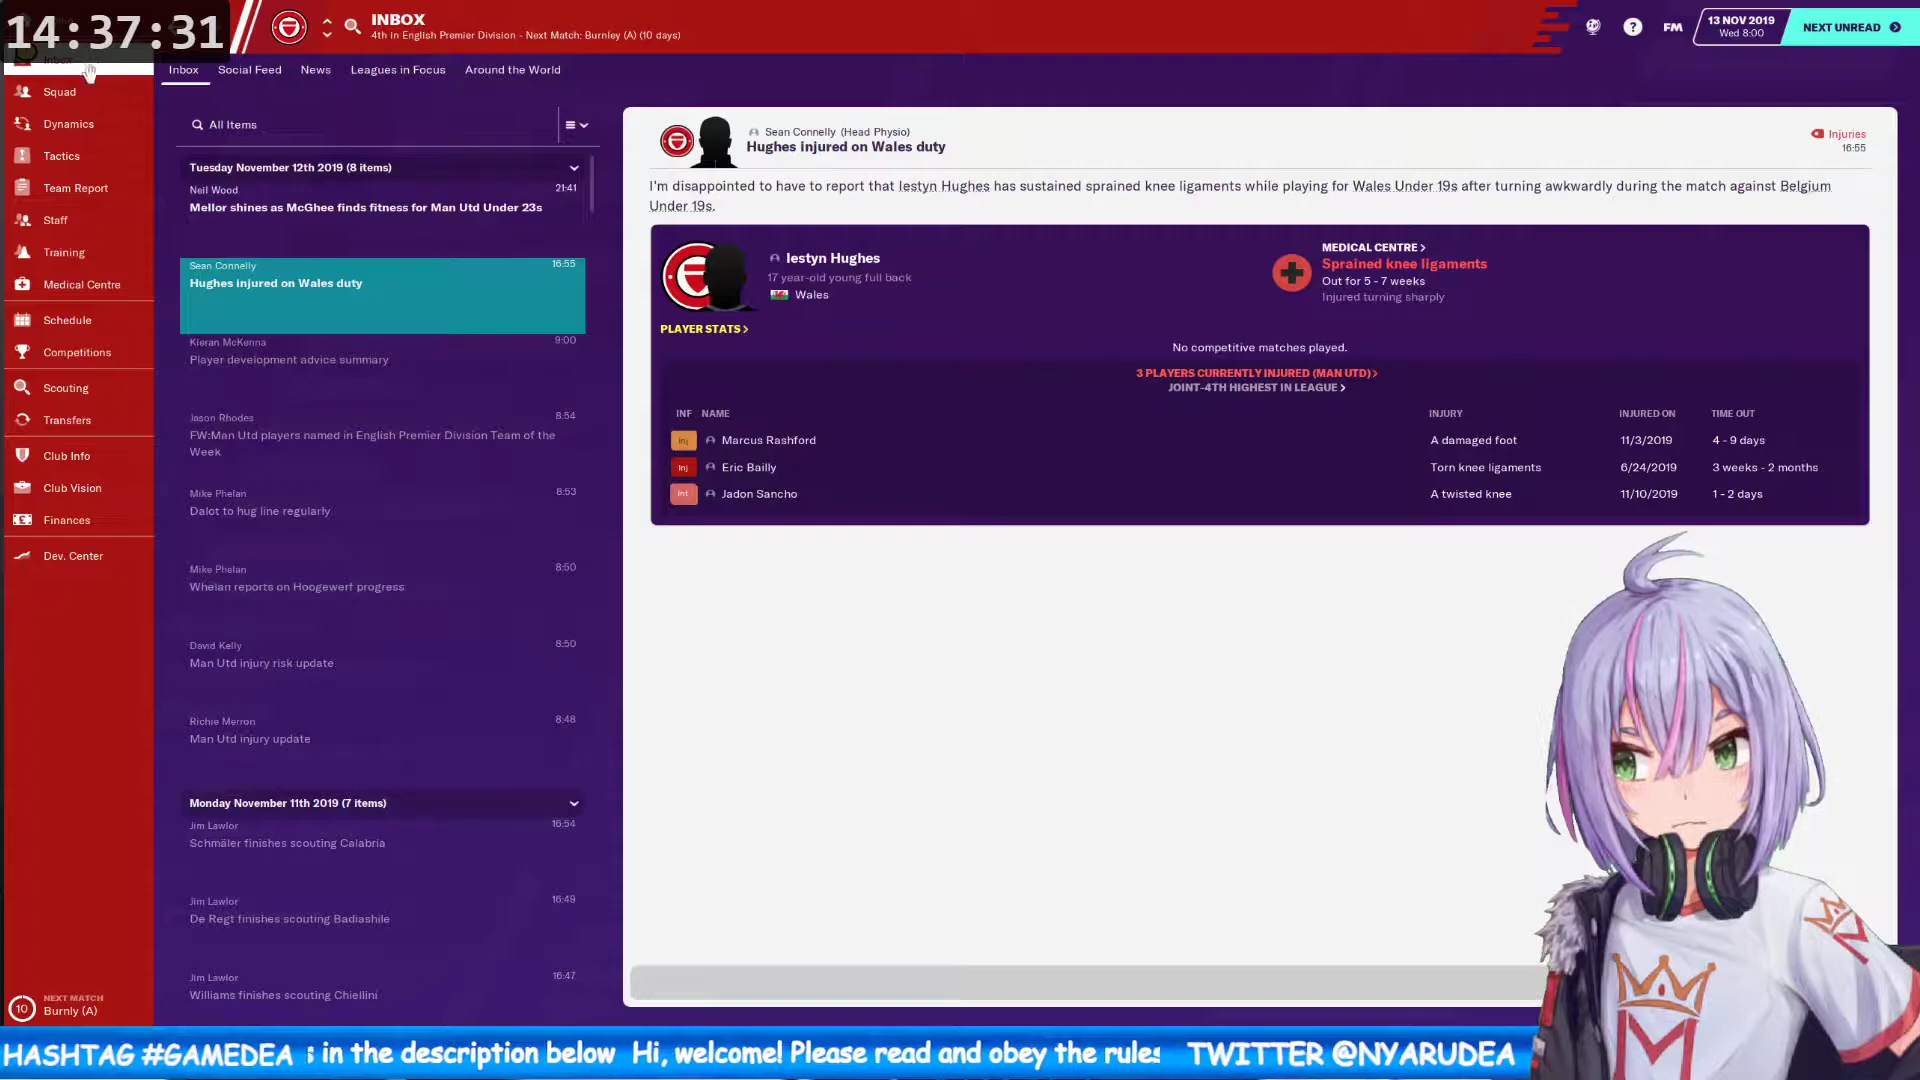 14:37:31
INBOX
4th in English Premier Division - Next Match: Burnley (A) (10 days)
FM
13 NOV 2019
Wed 8:00
NEXT UNREAD
Inbox
Squad
Dynamics
Tactics
Team Report
Staff
Training
Medical Centre
Schedule
Competitions
Scouting
Transfers
Club Info
Club Vision
Finances
Dev. Center
10
NEXT MATCH
Burnly (A)
Inbox Social Feed News Leagues in Focus Around the World
All Items
Tuesday November 12th 2019 (8 items)
Neil Wood 21:41
Mellor shines as McGhee finds fitness for Man Utd Under 23s
Sean Connelly 16:55
Hughes injured on Wales duty
Kieran McKenna 9:00
Player development advice summary
Jason Rhodes 8:54
FW:Man Utd players named in English Premier Division Team of the
Week
Mike Phelan 8:53
Dalot to hug line regularly
Mike Phelan 8:50
Whelan reports on Hoogewerf progress
David Kelly 8:50
Man Utd injury risk update
Richie Merron 8:48
Man Utd injury update
Monday November 11th 2019 (7 items)
Jim Lawlor 16:54
Schmäler finishes scouting Calabria
Jim Lawlor 16:49
De Regt finishes scouting Badiashile
Jim Lawlor 16:47
Williams finishes scouting Chiellini
Sean Connelly (Head Physio)
Hughes injured on Wales duty
Injuries
16:55
I'm disappointed to have to report that Iestyn Hughes has sustained sprained knee ligaments while playing for Wales Under 19s after turning awkwardly during the match against Belgium
Under 19s.
Iestyn Hughes
17 year-old young full back
Wales
PLAYER STATS >
MEDICAL CENTRE >
Sprained knee ligaments
Out for 5 - 7 weeks
Injured turning sharply
No competitive matches played.
3 PLAYERS CURRENTLY INJURED (MAN UTD) >
JOINT-4TH HIGHEST IN LEAGUE >
INF NAME INJURY INJURED ON TIME OUT
Inj Marcus Rashford A damaged foot 11/3/2019 4 - 9 days
Inj Eric Bailly Torn knee ligaments 6/24/2019 3 weeks - 2 months
Int Jadon Sancho A twisted knee 11/10/2019 1 - 2 days
HASHTAG #GAMEDEA s in the description below Hi, welcome! Please read and obey the rules TWITTER @NYARUDEA